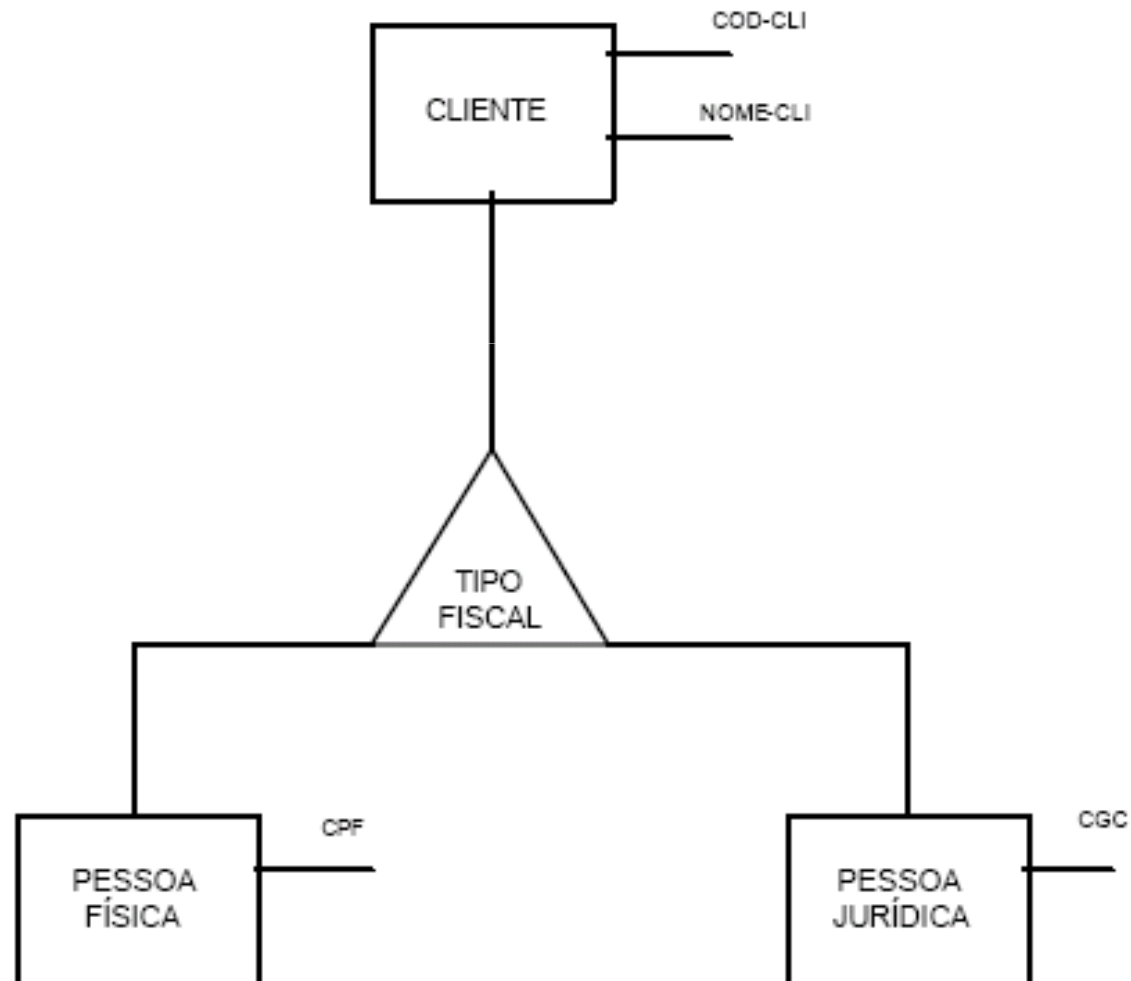 COD-CLI
CLIENTE
NOME-CLI
TIPO
FISCAL
CPF
CGC
PESSOA
FÍSICA
PESSOA
JURÍDICA